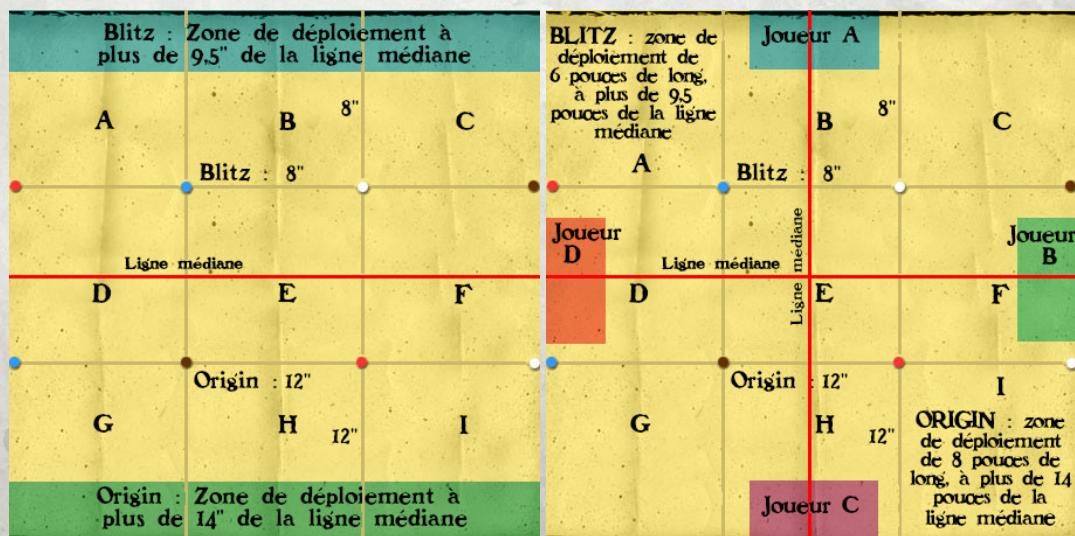 Blitz : Zone de déploiement à
plus de 9,5" de la ligne médiane
A
B
8"
C
Blitz : 8"
Ligne médiane
D
E
F
Origin : 12"
G
H
12"
I
Origin : Zone de déploiement à
plus de 14" de la ligne médiane
BLITZ : zone de
déploiement de
6 pouces de long,
à plus de 9,5
pouces de la ligne
médiane
Joueur A
A
B
8"
C
Blitz : 8"
Joueur
D
Ligne médiane
Ligne médiane
Joueur
B
D
E
F
Origin : 12"
G
H
12"
I
ORIGIN : zone
de déploiement
de 8 pouces de
long, à plus de 14
pouces de la
ligne médiane
Joueur C